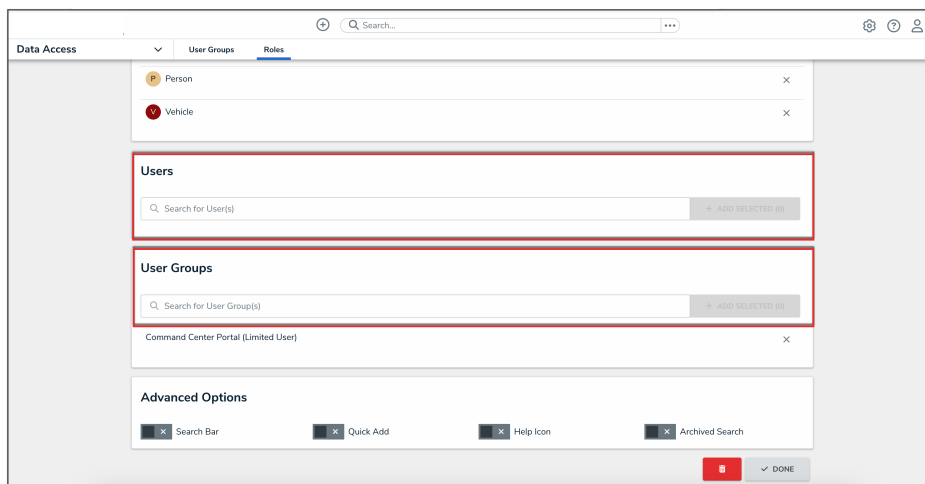 Search...
Data Access
User Groups
Roles
P Person
V Vehicle
Users
Search for User(s)
+ ADD SELECTED (0)
User Groups
Search for User Group(s)
+ ADD SELECTED (0)
Command Center Portal (Limited User)
Advanced Options
Search Bar
Quick Add
Help Icon
Archived Search
DONE